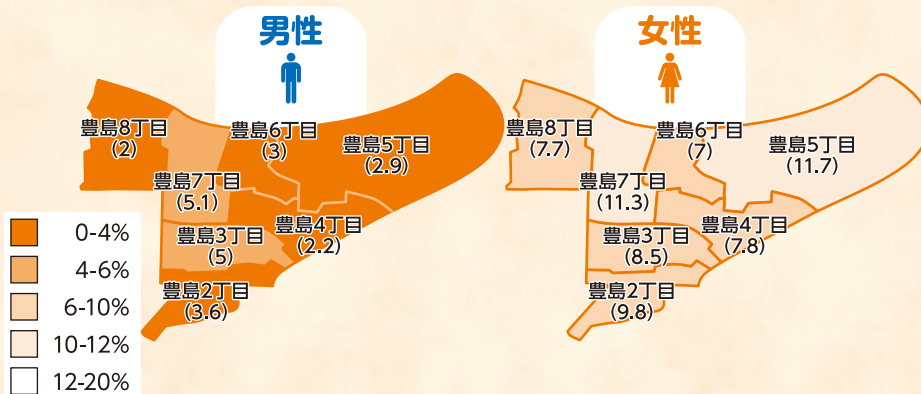 男性
豊島8丁目
(2)
豊島6丁目
(3)
豊島5丁目
(2.9)
豊島7丁目
(5.1)
豊島4丁目
(2.2)
豊島3丁目
(5)
豊島2丁目
(3.6)
女性
豊島8丁目
(7.7)
豊島6丁目
(7)
豊島5丁目
(11.7)
豊島7丁目
(11.3)
豊島4丁目
(7.8)
豊島3丁目
(8.5)
豊島2丁目
(9.8)
0-4%
4-6%
6-10%
10-12%
12-20%